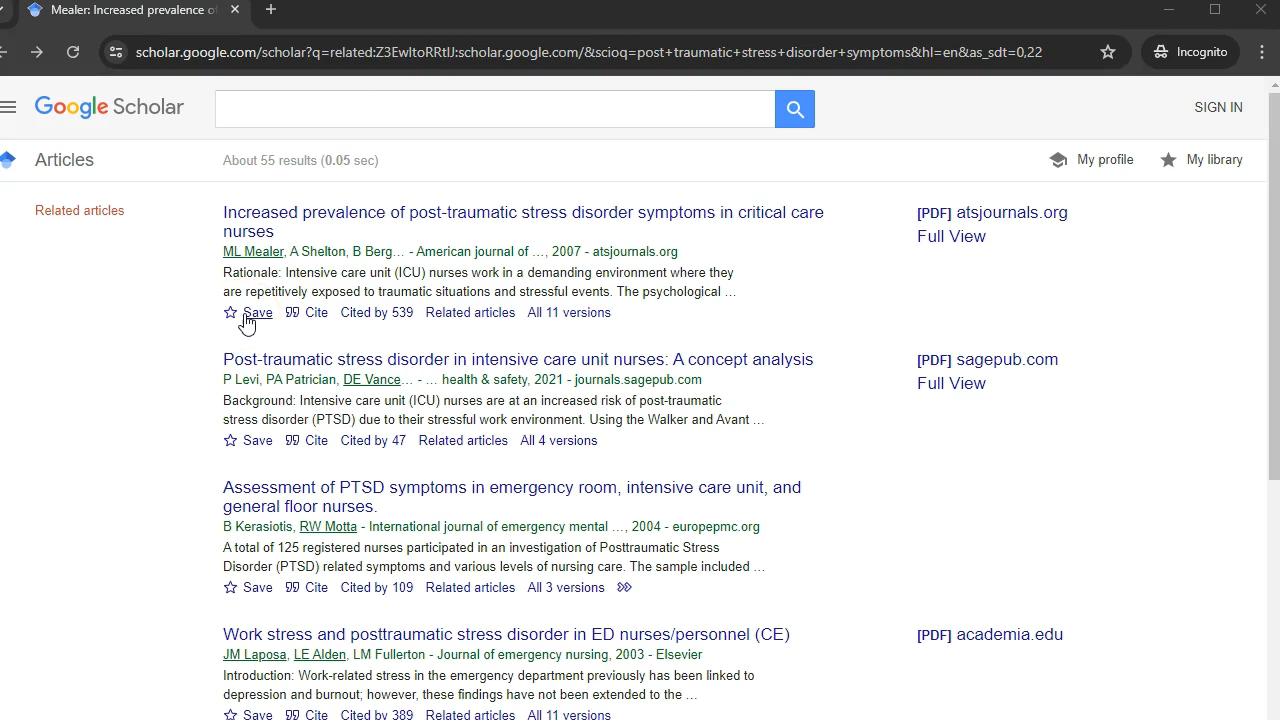 Mealer: Increased prevalence of
scholar.google.com/scholar?q=related:Z3EwItoRRtIJ:scholar.google.com/&scioq=post+traumatic+stress+disorder+symptoms&hl=en&as_sdt=0,22
Incognito
Google Scholar
SIGN IN
Articles
About 55 results (0.05 sec)
My profile
My library
Related articles
Increased prevalence of post-traumatic stress disorder symptoms in critical care
nurses
[PDF] atsjournals.org
Full View
ML Mealer, A Shelton, B Berg… - American journal of …, 2007 - atsjournals.org
Rationale: Intensive care unit (ICU) nurses work in a demanding environment where they
are repetitively exposed to traumatic situations and stressful events. The psychological …
Save Cite Cited by 539 Related articles All 11 versions
Post-traumatic stress disorder in intensive care unit nurses: A concept analysis
[PDF] sagepub.com
Full View
P Levi, PA Patrician, DE Vance… - … health & safety, 2021 - journals.sagepub.com
Background: Intensive care unit (ICU) nurses are at an increased risk of post-traumatic
stress disorder (PTSD) due to their stressful work environment. Using the Walker and Avant …
Save Cite Cited by 47 Related articles All 4 versions
Assessment of PTSD symptoms in emergency room, intensive care unit, and
general floor nurses.
B Kerasiotis, RW Motta - International journal of emergency mental …, 2004 - europepmc.org
A total of 125 registered nurses participated in an investigation of Posttraumatic Stress
Disorder (PTSD) related symptoms and various levels of nursing care. The sample included …
Save Cite Cited by 109 Related articles All 3 versions
Work stress and posttraumatic stress disorder in ED nurses/personnel (CE)
[PDF] academia.edu
JM Laposa, LE Alden, LM Fullerton - Journal of emergency nursing, 2003 - Elsevier
Introduction: Work-related stress in the emergency department previously has been linked to
depression and burnout; however, these findings have not been extended to the …
Save Cite Cited by 389 Related articles All 11 versions